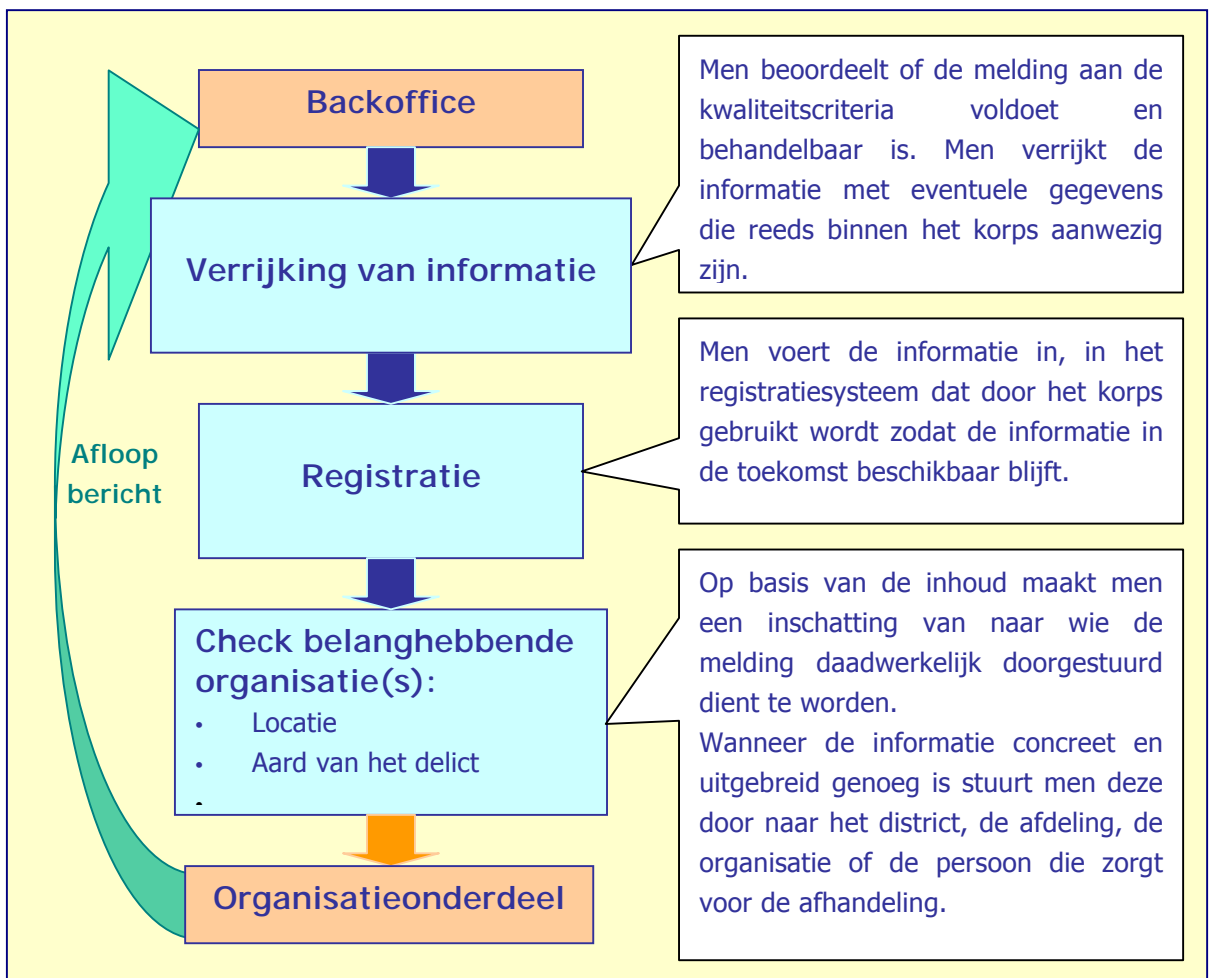 Backoffice
Men beoordeelt of de melding aan de
kwaliteitscriteria voldoet en
behandelbaar is. Men verrijkt de
informatie met eventuele gegevens
die reeds binnen het korps aanwezig
zijn.
Verrijking van informatie
Men voert de informatie in, in het
registratiesysteem dat door het korps
gebruikt wordt zodat de informatie in
de toekomst beschikbaar blijft.
Afloop
bericht
Registratie
Op basis van de inhoud maakt men
een inschatting van naar wie de
melding daadwerkelijk doorgestuurd
dient te worden.
Wanneer de informatie concreet en
uitgebreid genoeg is stuurt men deze
door naar het district, de afdeling, de
organisatie of de persoon die zorgt
voor de afhandeling.
Check belanghebbende
organisatie(s):
• Locatie
• Aard van het delict
•
Organisatieonderdeel